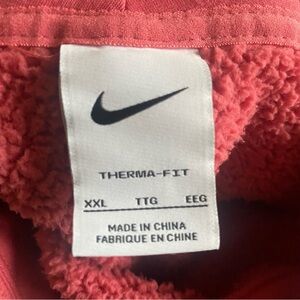 THERMA-FIT
XXL TTG EEG
MADE IN CHINA
FABRIQUE EN CHINE